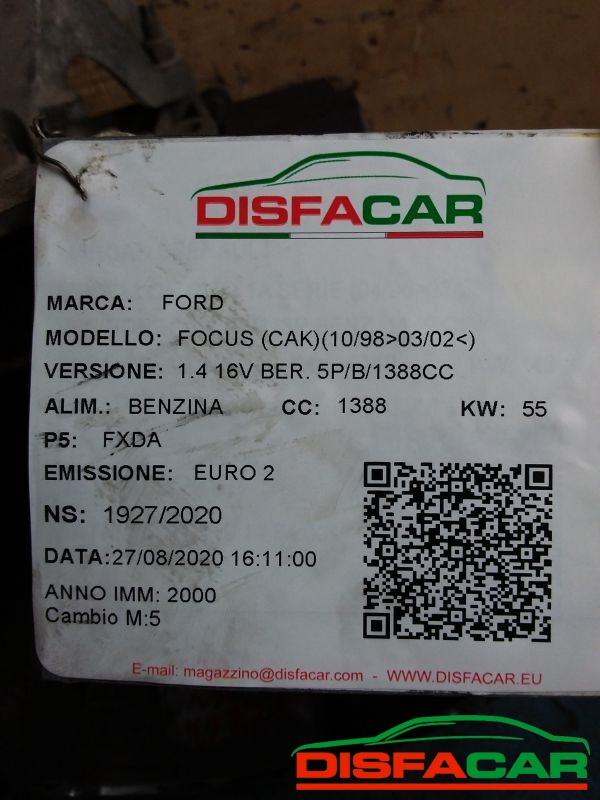 DISFACAR
MARCA: FORD
MODELLO: FOCUS (CAK)(10/98>03/02<)
VERSIONE: 1.4 16V BER. 5P/B/1388CC
ALIM.: BENZINA CC: 1388 KW: 55
P5: FXDA
EMISSIONE: EURO 2
NS: 1927/2020
DATA:27/08/2020 16:11:00
ANNO IMM: 2000
Cambio M:5
E-mail: magazzino@disfacar.com - WWW.DISFACAR.EU
DISFACAR